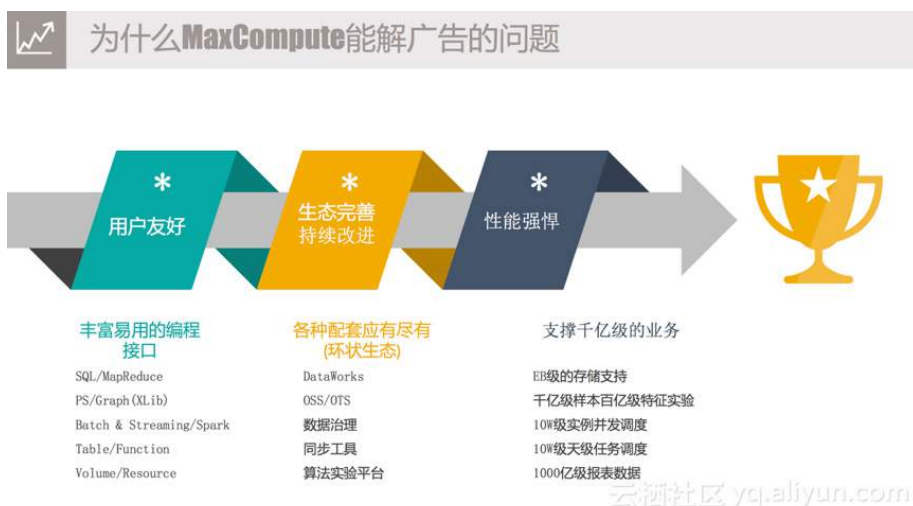 为什么MaxCompute能解广告的问题
*
*
*
用户友好
生态完善
持续改进
性能强悍
丰富易用的编程
接口
SQL/MapReduce
PS/Graph(XLib)
Batch & Streaming/Spark
Table/Function
Volume/Resource
各种配套应有尽有
(环状生态)
DataWorks
OSS/OTS
数据治理
同步工具
算法实验平台
支撑千亿级的业务
EB级的存储支持
千亿级样本百亿级特征实验
10W级实例并发调度
10W级天级任务调度
1000亿级报表数据
云栖社区 yq.aliyun.com